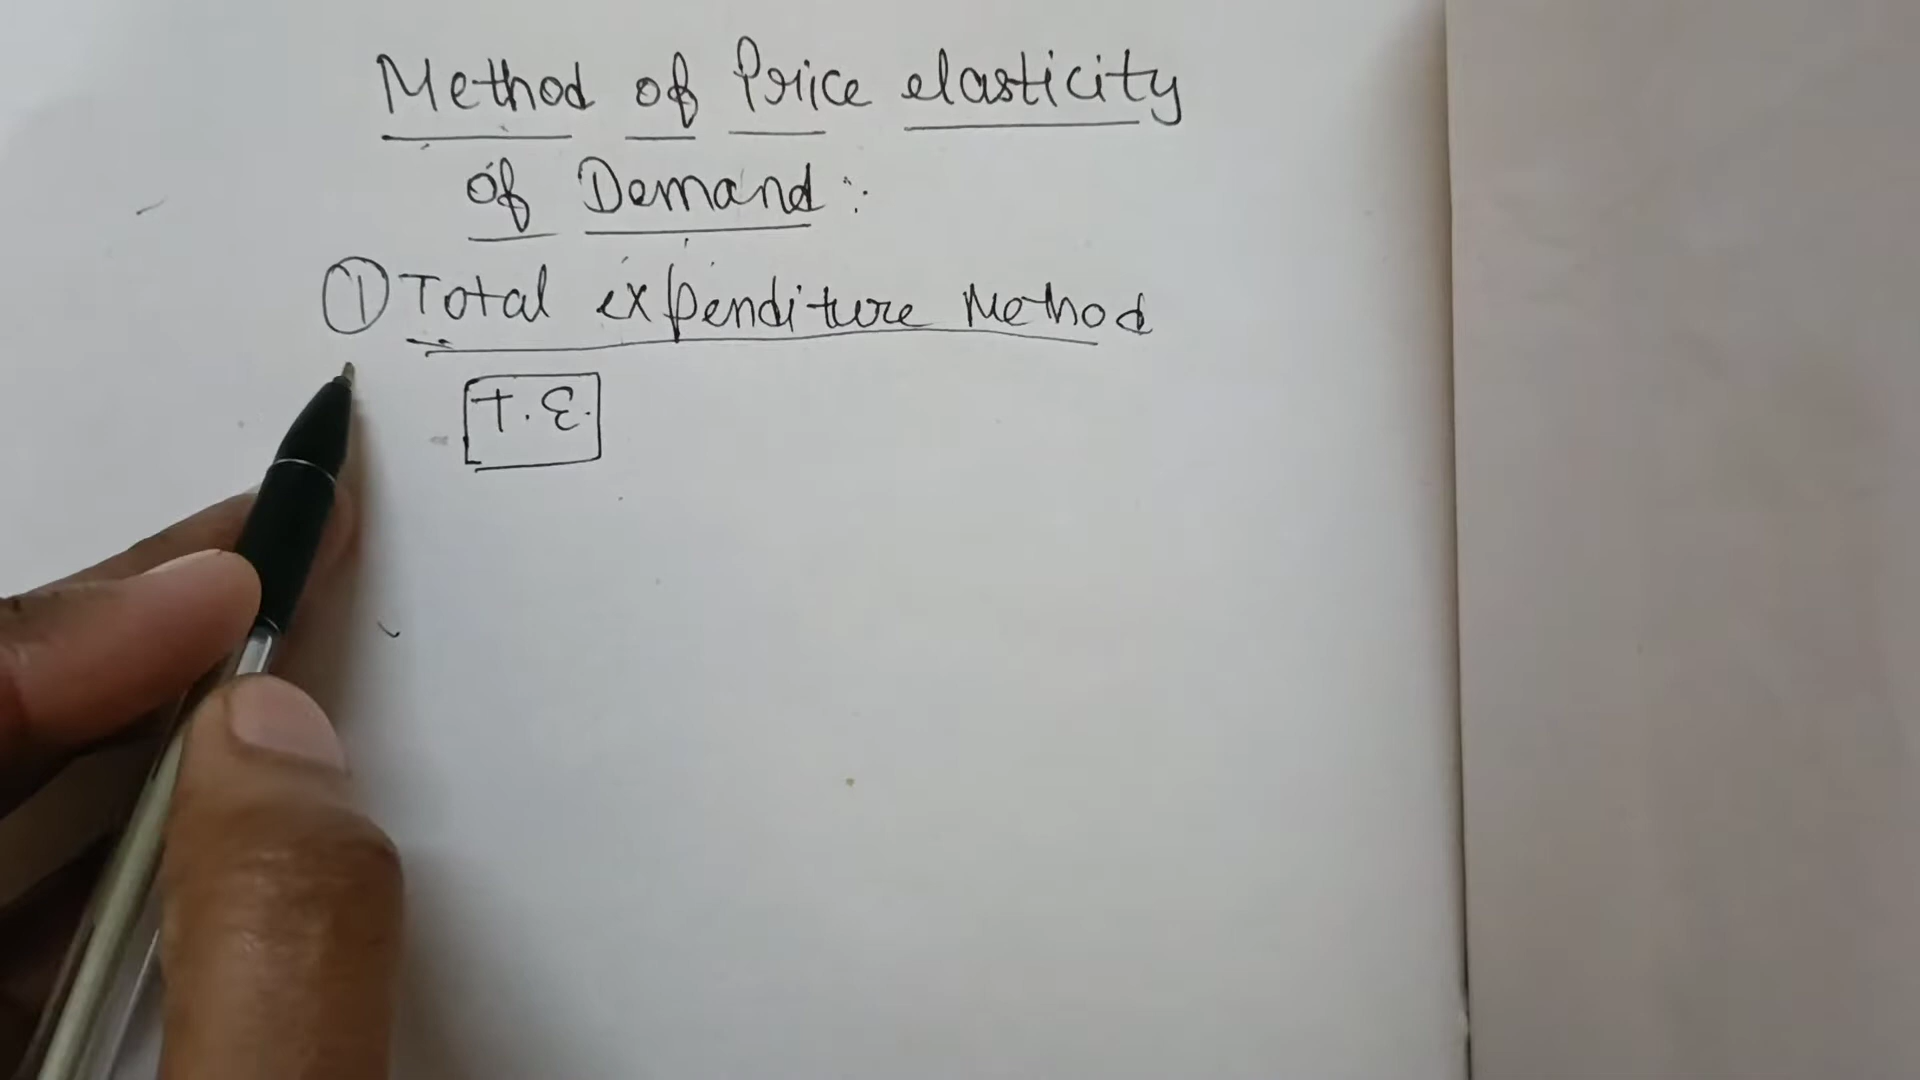 Method of Price elasticity
of Demand :
① Total expenditure Method
T.E.